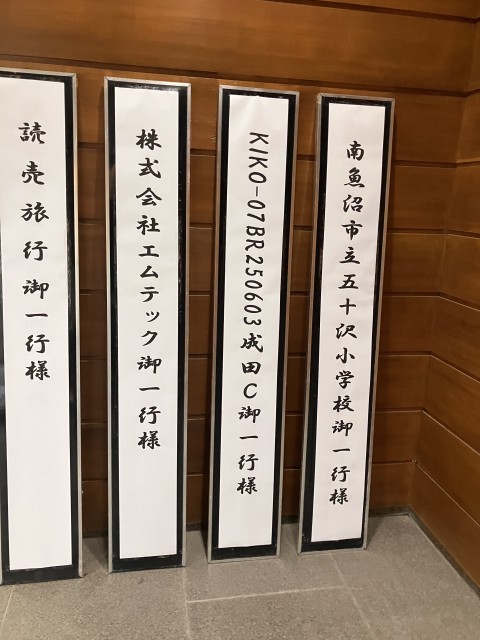 南魚沼市立五十沢小学校御一行様
KIKO-07BR250603成田C御一行様
株式会社エムテック御一行様
読売旅行御一行様